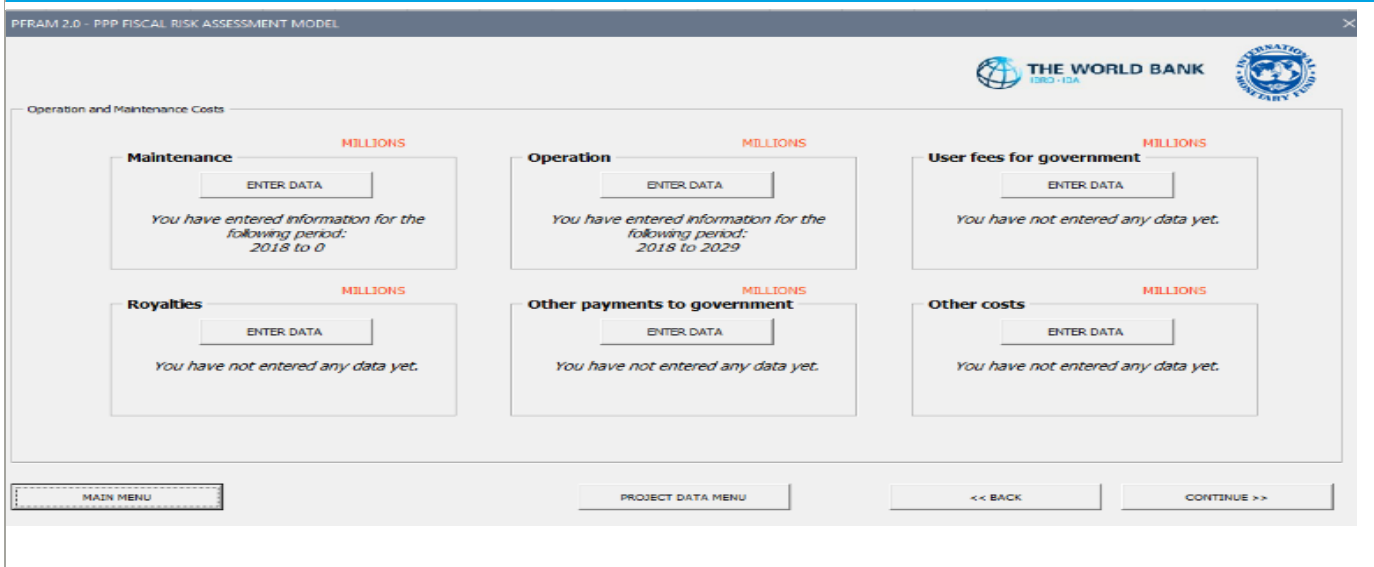 PFRAM 2.0 - PPP FISCAL RISK ASSESSMENT MODEL
THE WORLD BANK
IBRD • IDA
INTERNATIONAL MONETARY FUND
Operation and Maintenance Costs
MILLIONS
Maintenance
ENTER DATA
You have entered information for the
following period:
2018 to 0
MILLIONS
Operation
ENTER DATA
You have entered information for the
following period:
2018 to 2029
MILLIONS
User fees for government
ENTER DATA
You have not entered any data yet.
MILLIONS
Royalties
ENTER DATA
You have not entered any data yet.
MILLIONS
Other payments to government
ENTER DATA
You have not entered any data yet.
MILLIONS
Other costs
ENTER DATA
You have not entered any data yet.
MAIN MENU
PROJECT DATA MENU
<< BACK
CONTINUE >>